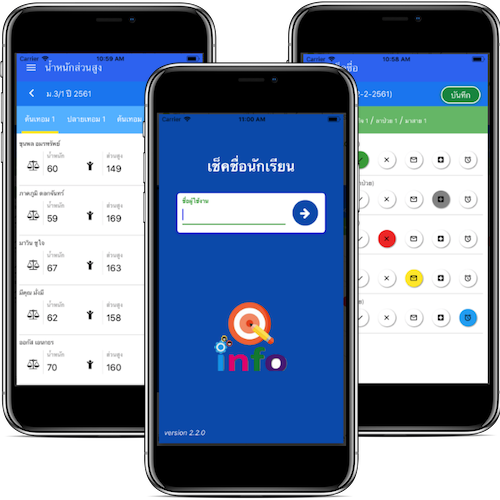 Carrier
10:59 AM
น้ำหนักส่วนสูง
ม.3/1 ปี 2561
ต้นเทอม 1 ปลายเทอม 1 ต้นเทอม
ขุนพล อมรทรัพย์
น้ำหนัก ส่วนสูง
60 149
ภาคภูมิ ดอกจันทร์
น้ำหนัก ส่วนสูง
59 169
มาวิน ชูใจ
น้ำหนัก ส่วนสูง
67 163
มีคุณ มั่งมี
น้ำหนัก ส่วนสูง
62 158
ออกัส เอนกอร
น้ำหนัก ส่วนสูง
70 160
Carrier 11:00 AM
เช็คชื่อนักเรียน
ชื่อผู้ใช้งาน
info
version 2.2.0
10:58 AM
-2-2561)
บันทึก
/ ลาป่วย 1 / มาสาย 1